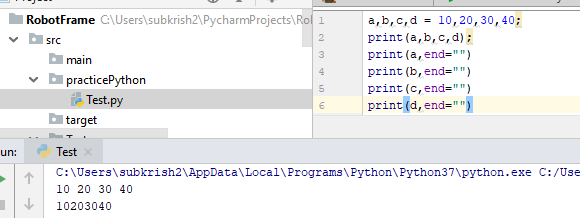 Project
RobotFrame C:\Users\subkrish2\PycharmProjects\Ro
src
main
practicePython
Test.py
target
1 a,b,c,d = 10,20,30,40;
2 print(a,b,c,d);
3 print(a,end="")
4 print(b,end="")
5 print(c,end="")
6 print(d,end="")
un: Test
C:\Users\subkrish2\AppData\Local\Programs\Python\Python37\python.exe C:/Use
10 20 30 40
10203040